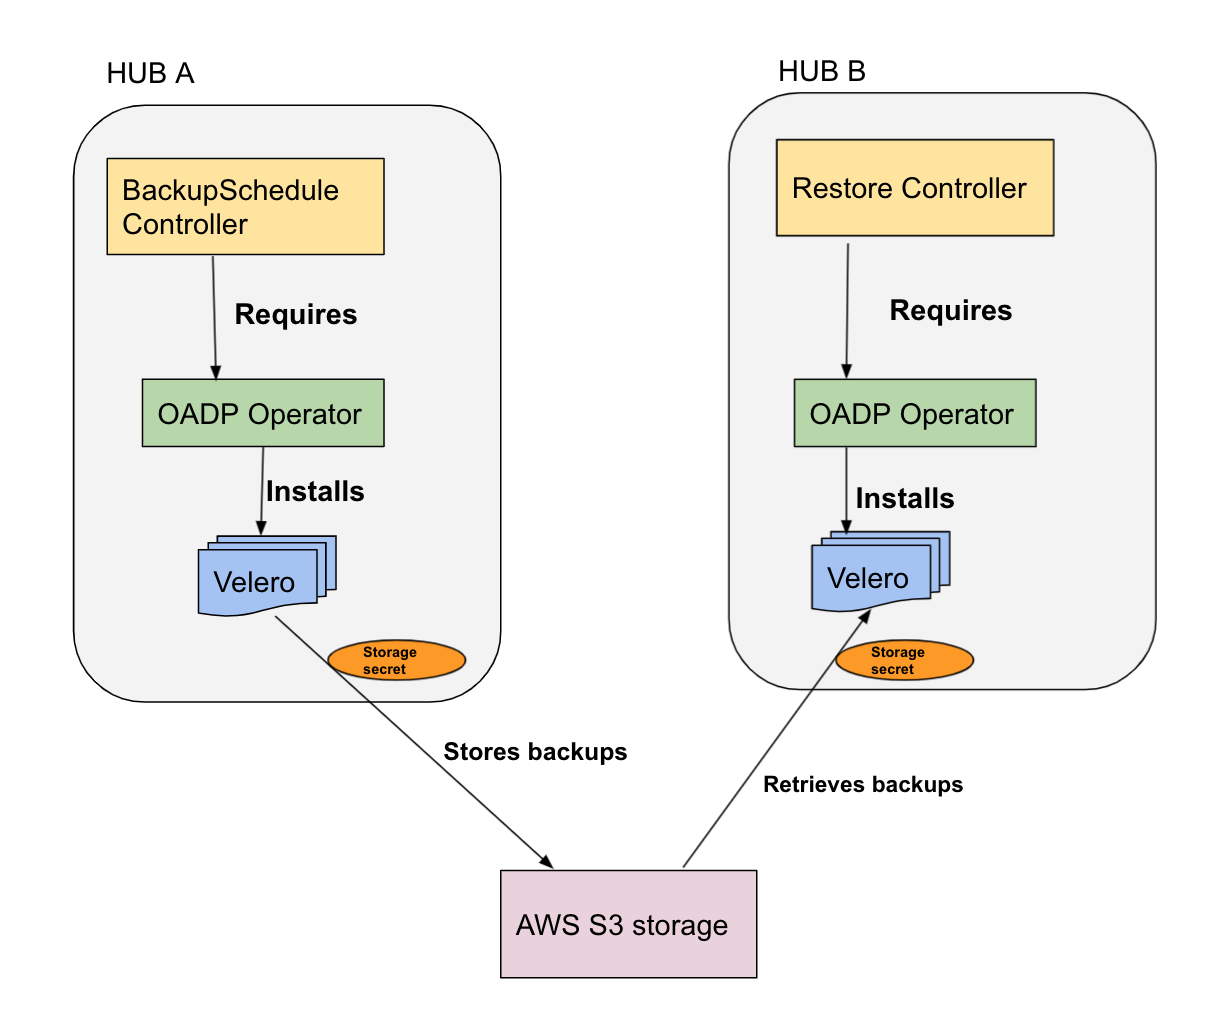 HUB A
BackupSchedule
Controller
Requires
OADP Operator
Installs
Velero
Storage
secret
Stores backups
HUB B
Restore Controller
Requires
OADP Operator
Installs
Velero
Storage
secret
Retrieves backups
AWS S3 storage